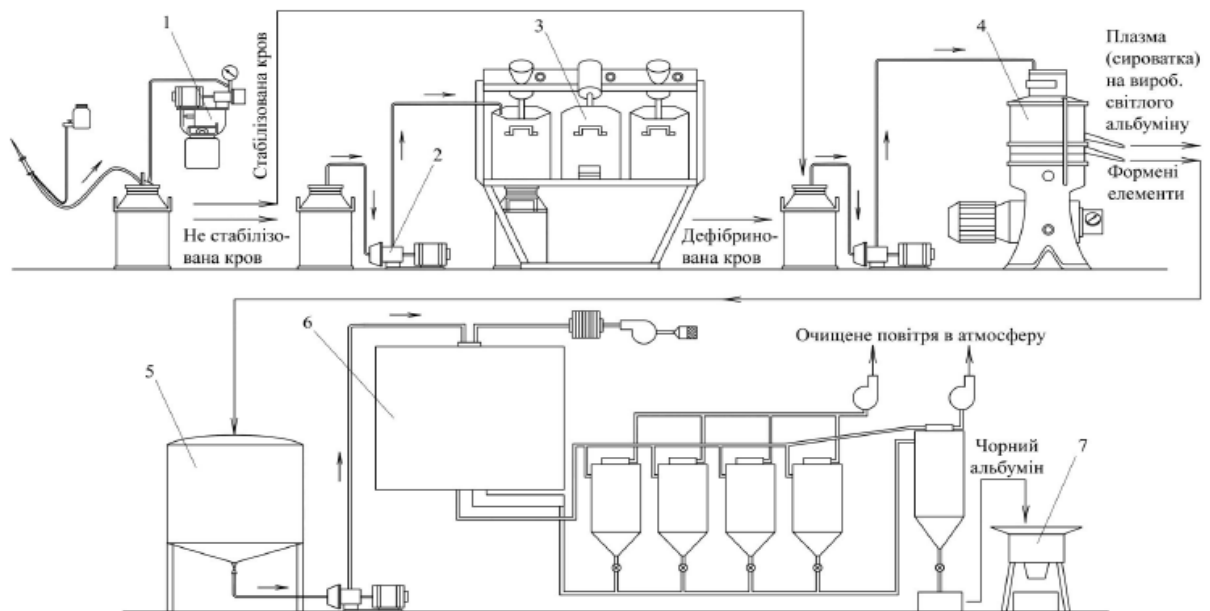 1
Стабілізована кров
2
3
4
Плазма
(сироватка)
на вироб.
світлого
альбуміну
Формені
елементи
Не стабілізо-
вана кров
Дефібрино-
вана кров
5
6
Очищене повітря в атмосферу
Чорний
альбумін
7